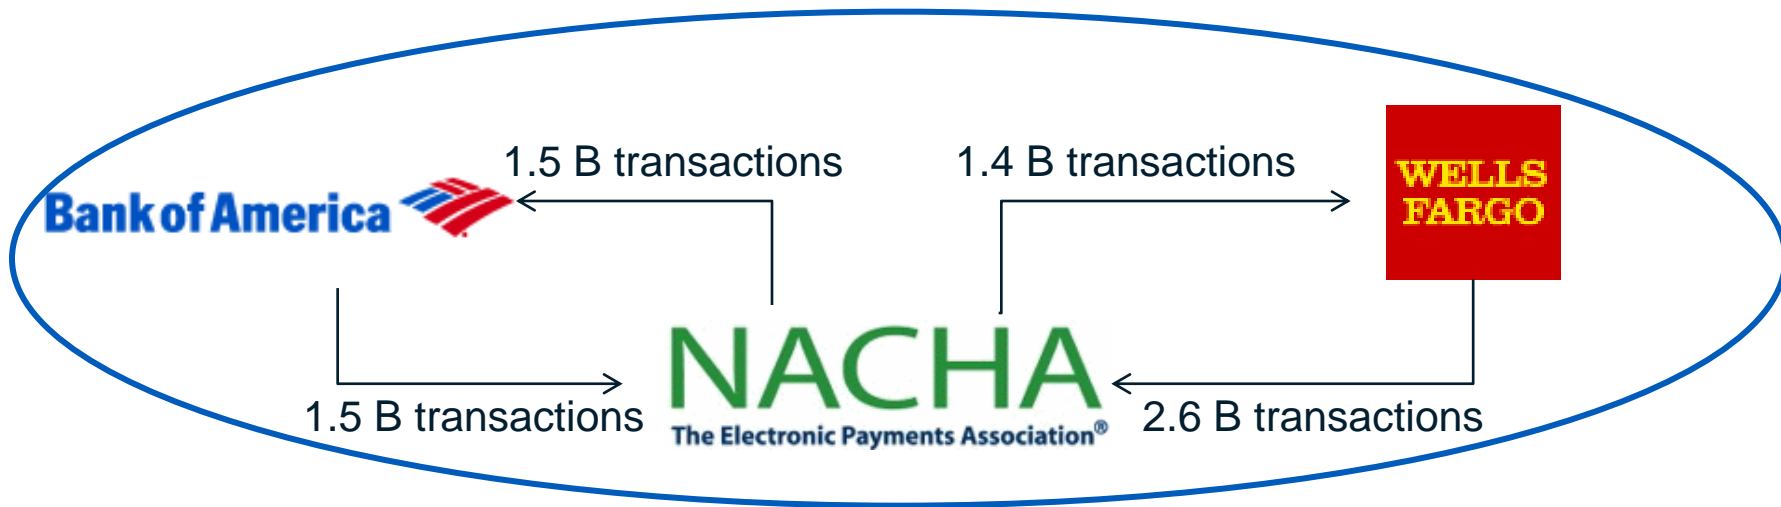 1.5 B transactions
1.4 B transactions
WELLS
FARGO
Bank of America
NACHA
The Electronic Payments Association®
1.5 B transactions
2.6 B transactions